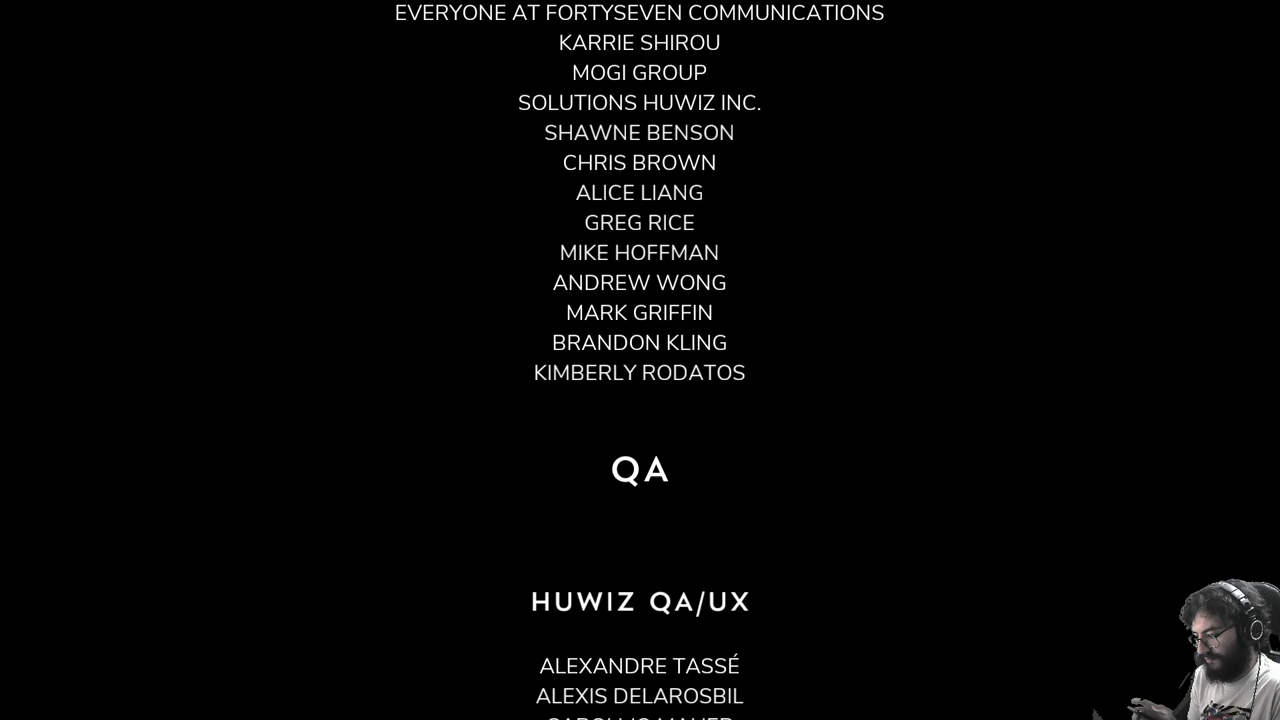 EVERYONE AT FORTYSEVEN COMMUNICATIONS
KARRIE SHIROU
MOGI GROUP
SOLUTIONS HUWIZ INC.
SHAWNE BENSON
CHRIS BROWN
ALICE LIANG
GREG RICE
MIKE HOFFMAN
ANDREW WONG
MARK GRIFFIN
BRANDON KLING
KIMBERLY RODATOS
QA
HUWIZ QA/UX
ALEXANDRE TASSÉ
ALEXIS DELAROSBIL